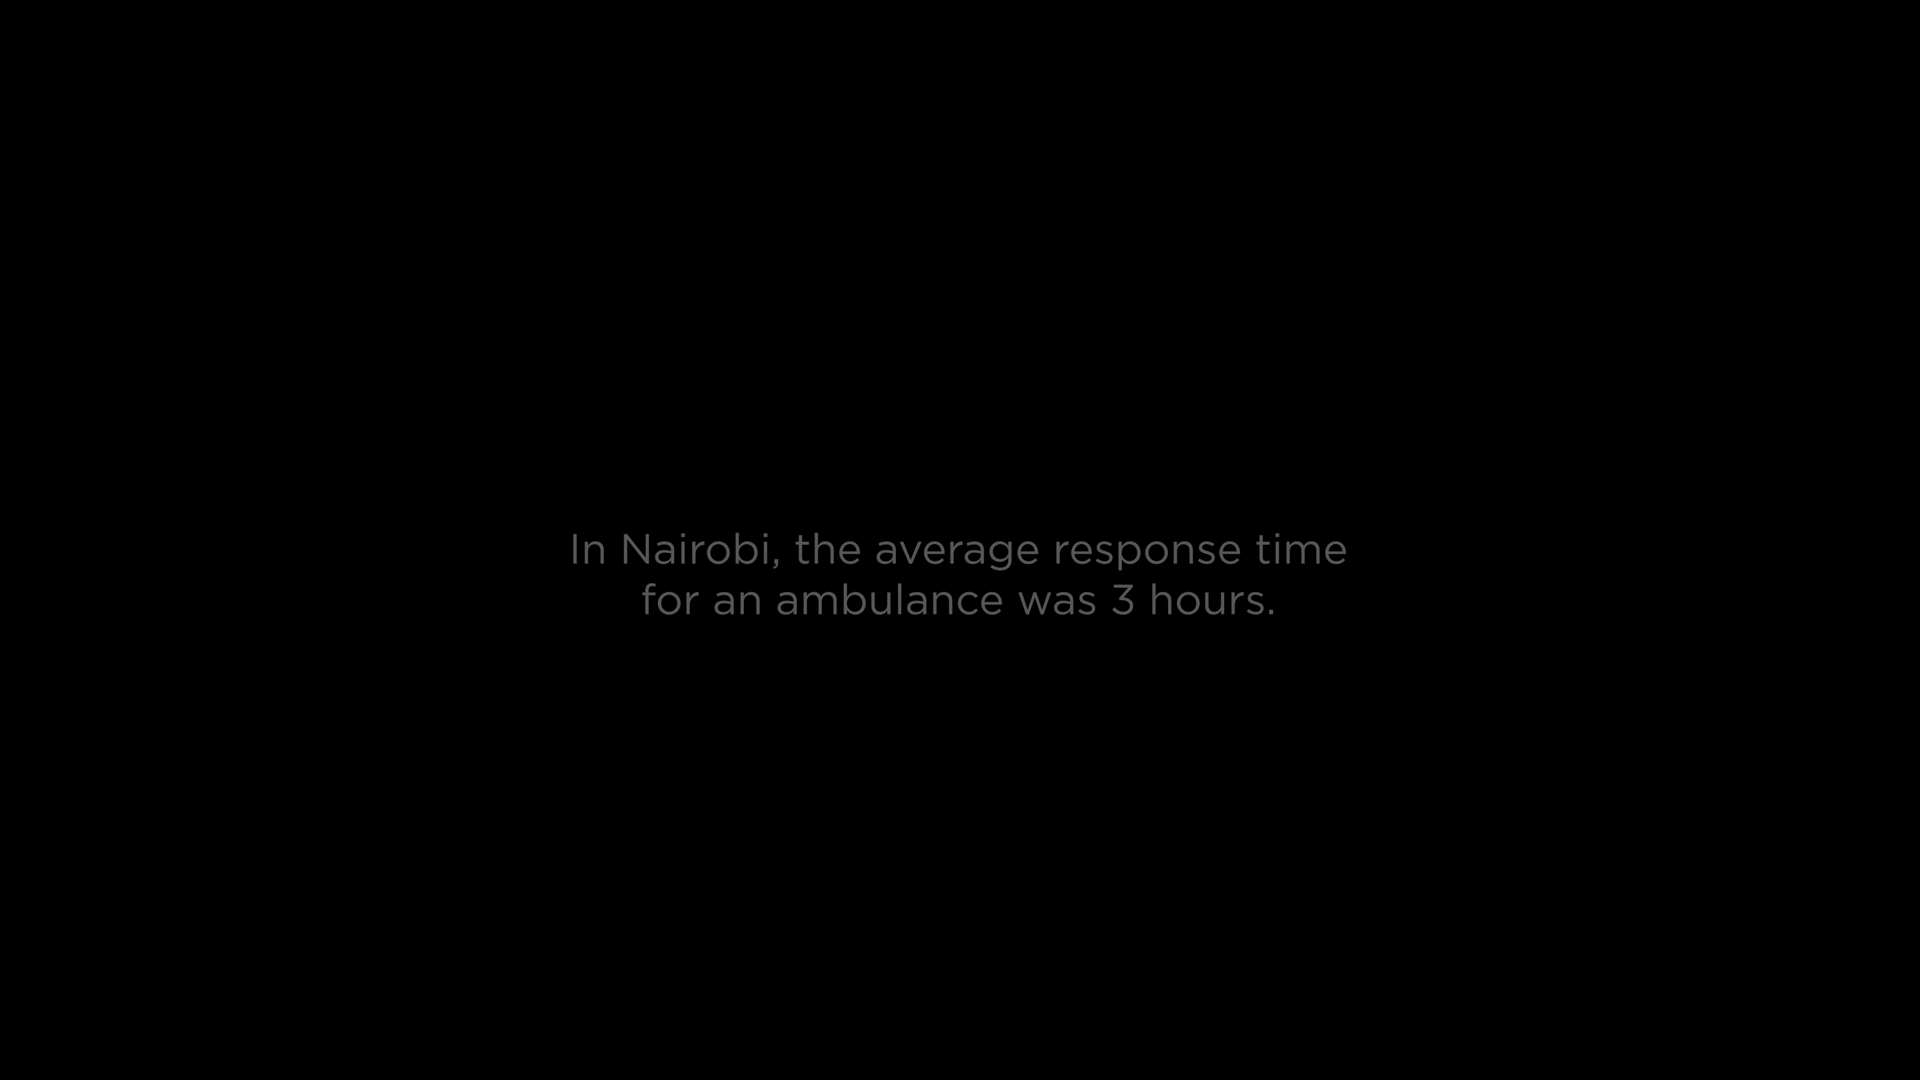 In Nairobi, the average response time
for an ambulance was 3 hours.